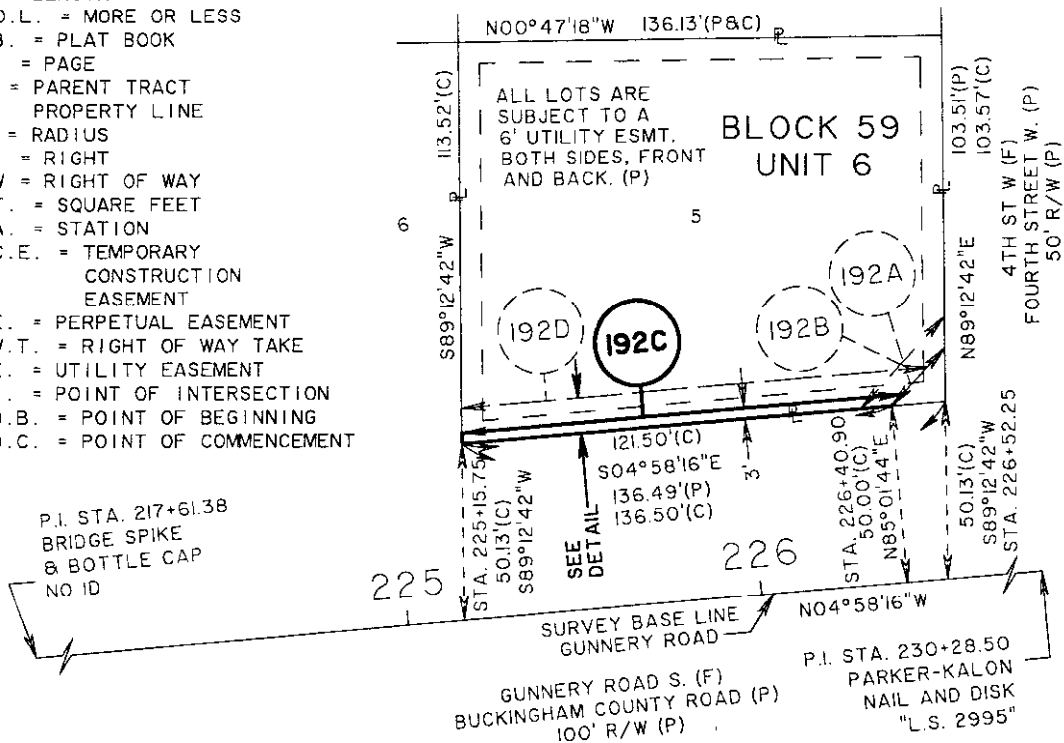 O.L. = MORE OR LESS
B. = PLAT BOOK
= PAGE
= PARENT TRACT
PROPERTY LINE
= RADIUS
= RIGHT
= RIGHT OF WAY
T. = SQUARE FEET
A. = STATION
C.E. = TEMPORARY
CONSTRUCTION
EASEMENT
E. = PERPETUAL EASEMENT
V.T. = RIGHT OF WAY TAKE
E. = UTILITY EASEMENT
. = POINT OF INTERSECTION
O.B. = POINT OF BEGINNING
O.C. = POINT OF COMMENCEMENT
N00°47'18"W 136.13'(P&C)
113.52'(C)
S89°12'42"W
ALL LOTS ARE
SUBJECT TO A
6' UTILITY ESMT.
BOTH SIDES, FRONT
AND BACK. (P)
BLOCK 59
UNIT 6
6
5
103.51'(P)
103.57'(C)
N89°12'42"E
4TH ST W (F)
FOURTH STREET W. (P)
50' R/W (P)
192D
192C
192B
192A
121.50'(C)
S04°58'16"E
136.49'(P)
136.50'(C)
3'
STA. 225+15.75
50.13'(C)
S89°12'42"W
SEE
DETAIL
STA. 226+40.90
50.00'(C)
N85°01'44"E
50.13'(C)
S89°12'42"W
STA. 226+52.25
P.I. STA. 217+61.38
BRIDGE SPIKE
& BOTTLE CAP
NO ID
225
226
SURVEY BASE LINE
GUNNERY ROAD
N04°58'16"W
GUNNERY ROAD S. (F)
BUCKINGHAM COUNTY ROAD (P)
100' R/W (P)
P.I. STA. 230+28.50
PARKER-KALON
NAIL AND DISK
"L.S. 2995"